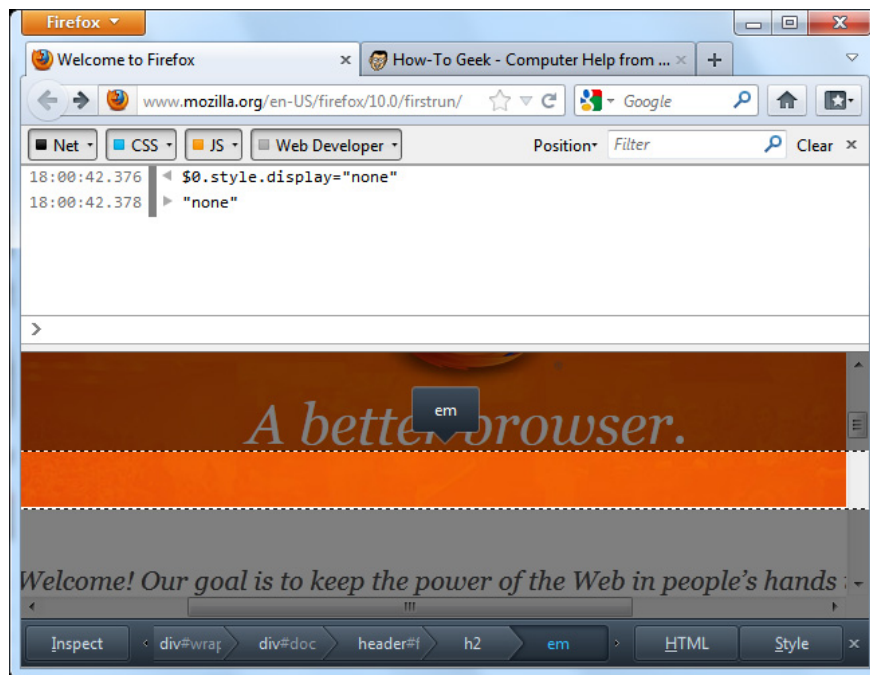 Firefox
Welcome to Firefox × How-To Geek - Computer Help from ... × +
www.mozilla.org/en-US/firefox/10.0/firstrun/ Google
Net CSS JS Web Developer Position Filter Clear ×
18:00:42.376 $0.style.display="none"
18:00:42.378 "none"
>
em
A better browser.
Welcome! Our goal is to keep the power of the Web in people's hands
Inspect div#wrap div#doc header#f h2 em HTML Style ×